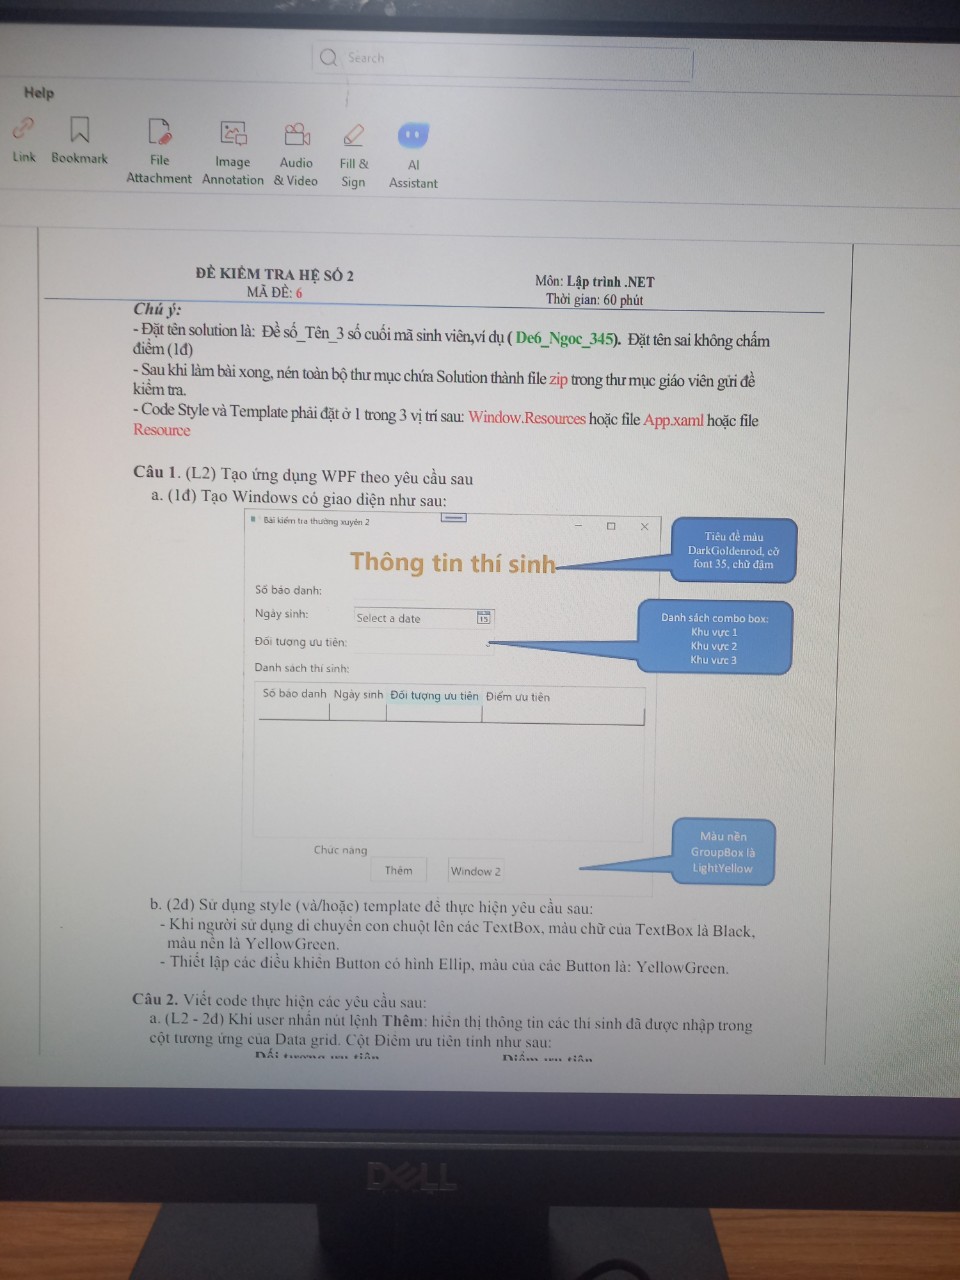 Search
Help
Link
Bookmark
File Attachment
Image Annotation
Audio & Video
Fill & Sign
AI Assistant
ĐỀ KIỂM TRA HỆ SỐ 2
MÃ ĐỀ: 6
Môn: Lập trình .NET
Thời gian: 60 phút
Chú ý:
- Đặt tên solution là: Đề số_Tên_3 số cuối mã sinh viên,ví dụ ( De6_Ngoc_345). Đặt tên sai không chấm
điểm (1đ)
- Sau khi làm bài xong, nén toàn bộ thư mục chứa Solution thành file zip trong thư mục giáo viên gửi đề
kiểm tra.
- Code Style và Template phải đặt ở 1 trong 3 vị trí sau: Window.Resources hoặc file App.xaml hoặc file
Resource
Câu 1. (L2) Tạo ứng dụng WPF theo yêu cầu sau
a. (1đ) Tạo Windows có giao diện như sau:
Bài kiểm tra thường xuyên 2
Thông tin thí sinh
Tiêu đề màu
DarkGoldenrod, cỡ
font 35, chữ đậm
Số báo danh:
Ngày sinh:
Select a date
15
Đối tượng ưu tiên:
Danh sách combo box:
Khu vực 1
Khu vực 2
Khu vực 3
Danh sách thí sinh:
Số báo danh Ngày sinh Đối tượng ưu tiên Điểm ưu tiên
Chức năng
Thêm
Window 2
Màu nền
GroupBox là
LightYellow
b. (2đ) Sử dụng style (và/hoặc) template để thực hiện yêu cầu sau:
- Khi người sử dụng di chuyển con chuột lên các TextBox, màu chữ của TextBox là Black,
màu nền là YellowGreen.
- Thiết lập các điều khiển Button có hình Ellip, màu của các Button là: YellowGreen.
Câu 2. Viết code thực hiện các yêu cầu sau:
a. (L2 - 2đ) Khi user nhấn nút lệnh Thêm: hiển thị thông tin các thí sinh đã được nhập trong
cột tương ứng của Data grid. Cột Điểm ưu tiên tính như sau:
Đối tượng ưu tiên
Điểm ưu tiên
DELL